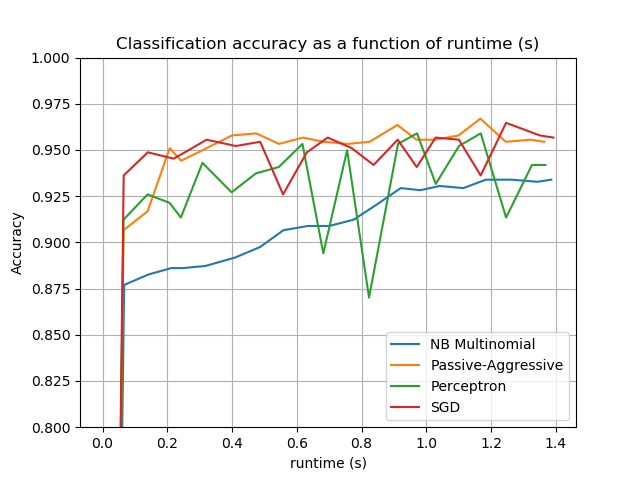 Classification accuracy as a function of runtime (s)
1.000
0.975
0.950
0.925
0.900
0.875
0.850
0.825
0.800
Accuracy
NB Multinomial
Passive-Aggressive
Perceptron
SGD
0.0 0.2 0.4 0.6 0.8 1.0 1.2 1.4
runtime (s)